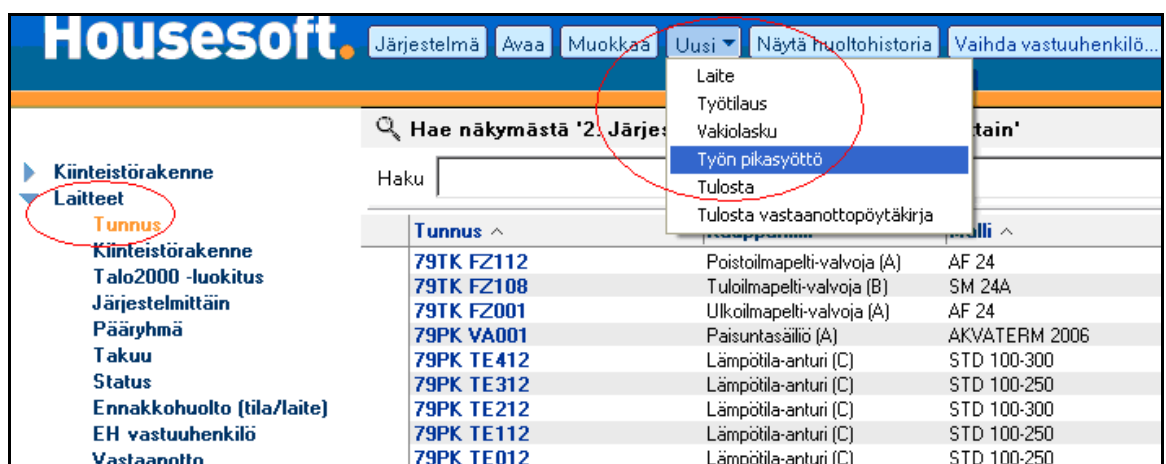 Housesoft.
Järjestelmä Avaa Muokkaa Uusi Näytä huoltohistoria Vaihda vastuuhenkilö...
Laite
Työtilaus
Vakiolasku
Työn pikasyöttö
Tulosta
Tulosta vastaanottopöytäkirja
Hae näkymästä '2. Järjes tain'
Haku
Kiinteistörakenne
Laitteet
Tunnus
Kiinteistörakenne
Talo2000 -luokitus
Järjestelmittäin
Pääryhmä
Takuu
Status
Ennakkohuolto (tila/laite)
EH vastuuhenkilö
Vastaanotto
Tunnus Malli
79TK FZ112 Poistoilmapelti-valvoja (A) AF 24
79TK FZ108 Tuloilmapelti-valvoja (B) SM 24A
79TK FZ001 Ulkoilmapelti-valvoja (A) AF 24
79PK VA001 Paisuntasäiliö (A) AKVATERM 2006
79PK TE412 Lämpötila-anturi (C) STD 100-300
79PK TE312 Lämpötila-anturi (C) STD 100-250
79PK TE212 Lämpötila-anturi (C) STD 100-300
79PK TE112 Lämpötila-anturi (C) STD 100-250
79PK TE012 Lämpötila-anturi (C) STD 100-250